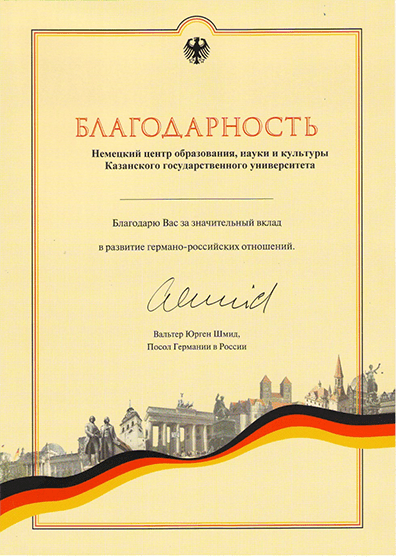 БЛАГОДАРНОСТЬ
Немецкий центр образования, науки и культуры
Казанского государственного университета
Благодарю Вас за значительный вклад
в развитие германо-российских отношений.
Вальтер Юрген Шмид,
Посол Германии в России